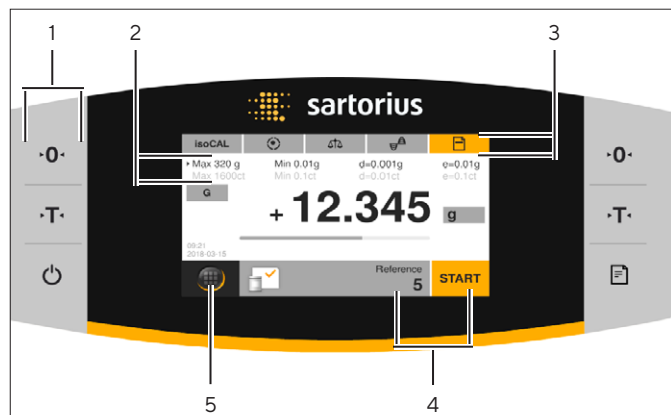 1
2
3
sartorius
isoCAL
Max 320 g Min 0.01g d=0.001g e=0.01g
Max 1600ct Min 0.1ct d=0.01ct e=0.1ct
G
+ 12.345 g
09:21
2018-03-15
Reference
5
START
0
T
0
T
5
4